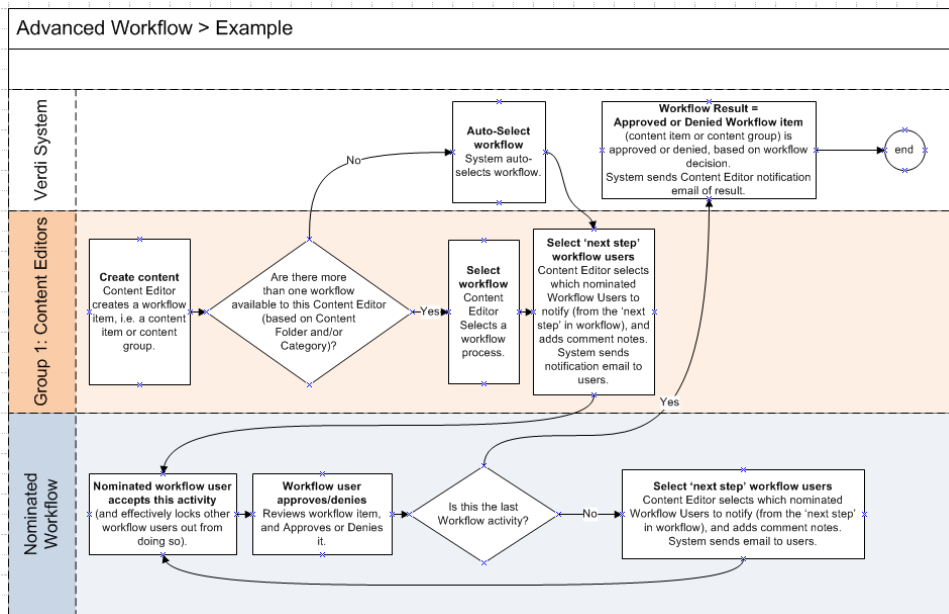 Advanced Workflow > Example
Verdi System
Auto-Select
workflow
System auto-
selects workflow.
Workflow Result =
Approved or Denied Workflow item
(content item or content group) is
approved or denied, based on workflow
decision.
System sends Content Editor notification
email of result.
end
No
Group 1: Content Editors
Create content
Content Editor
creates a workflow
item, i.e. a content
item or content
group.
Are there more
than one workflow
available to this Content Editor
(based on Content
Folder and/or
Category)?
Yes
Select
workflow
Content
Editor
Selects a
workflow
process.
Select ‘next step’
workflow users
Content Editor selects
which nominated
Workflow Users to
notify (from the ‘next
step’ in workflow), and
adds comment notes.
System sends
notification email to
users.
Yes
Nominated
Workflow
Nominated workflow user
accepts this activity
(and effectively locks other
workflow users out from
doing so).
Workflow user
approves/denies
Reviews workflow item,
and Approves or Denies
it.
Is this the last
Workflow activity?
No
Select ‘next step’ workflow users
Content Editor selects which nominated
Workflow Users to notify (from the ‘next step’
in workflow), and adds comment notes.
System sends email to users.